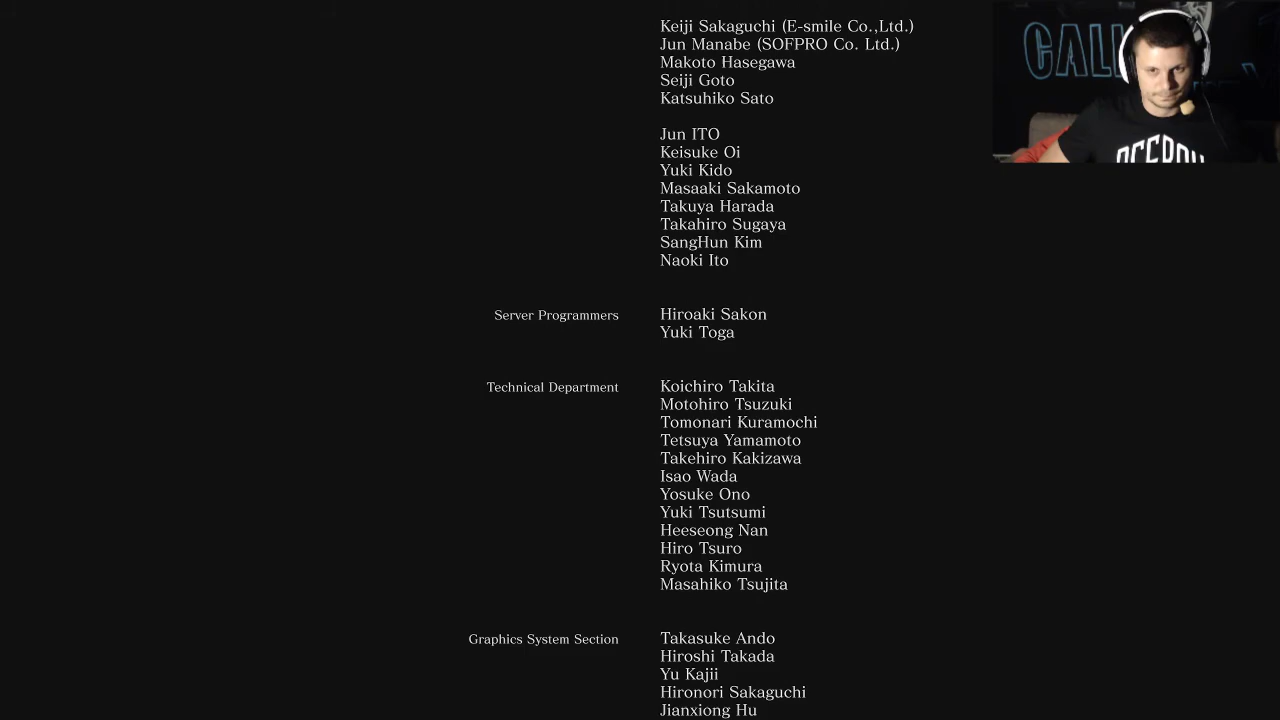 Keiji Sakaguchi (E-smile Co.,Ltd.)
Jun Manabe (SOFPRO Co. Ltd.)
Makoto Hasegawa
Seiji Goto
Katsuhiko Sato
Jun ITO
Keisuke Oi
Yuki Kido
Masaaki Sakamoto
Takuya Harada
Takahiro Sugaya
SangHun Kim
Naoki Ito
Server Programmers Hiroaki Sakon
Yuki Toga
Technical Department Koichiro Takita
Motohiro Tsuzuki
Tomonari Kuramochi
Tetsuya Yamamoto
Takehiro Kakizawa
Isao Wada
Yosuke Ono
Yuki Tsutsumi
Heeseong Nan
Hiro Tsuro
Ryota Kimura
Masahiko Tsujita
Graphics System Section Takasuke Ando
Hiroshi Takada
Yu Kajii
Hironori Sakaguchi
Jianxiong Hu
CALL